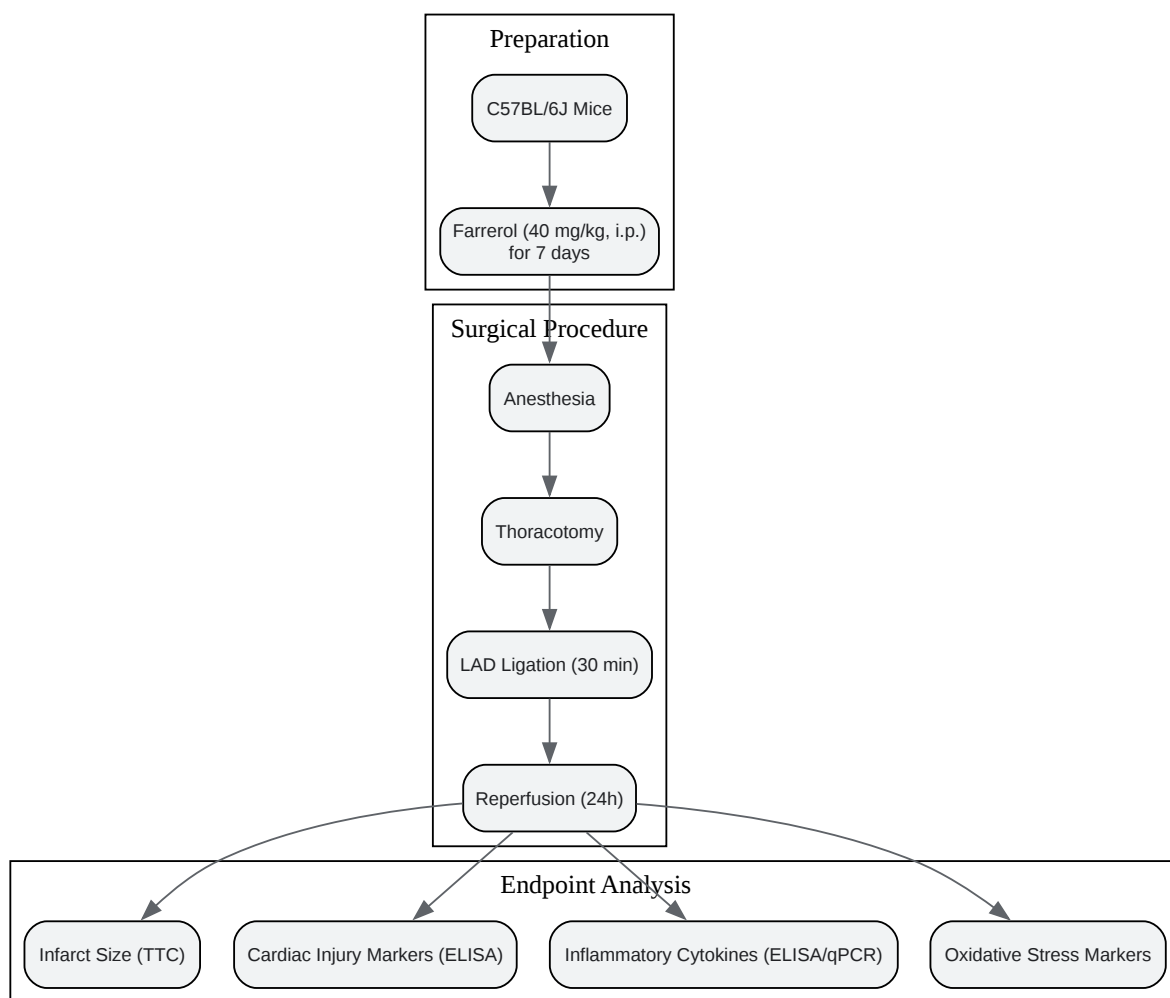 Preparation
C57BL/6J Mice
Farrerol (40 mg/kg, i.p.)
for 7 days
Surgical Procedure
Anesthesia
Thoracotomy
LAD Ligation (30 min)
Reperfusion (24h)
Endpoint Analysis
Infarct Size (TTC)
Cardiac Injury Markers (ELISA)
Inflammatory Cytokines (ELISA/qPCR)
Oxidative Stress Markers